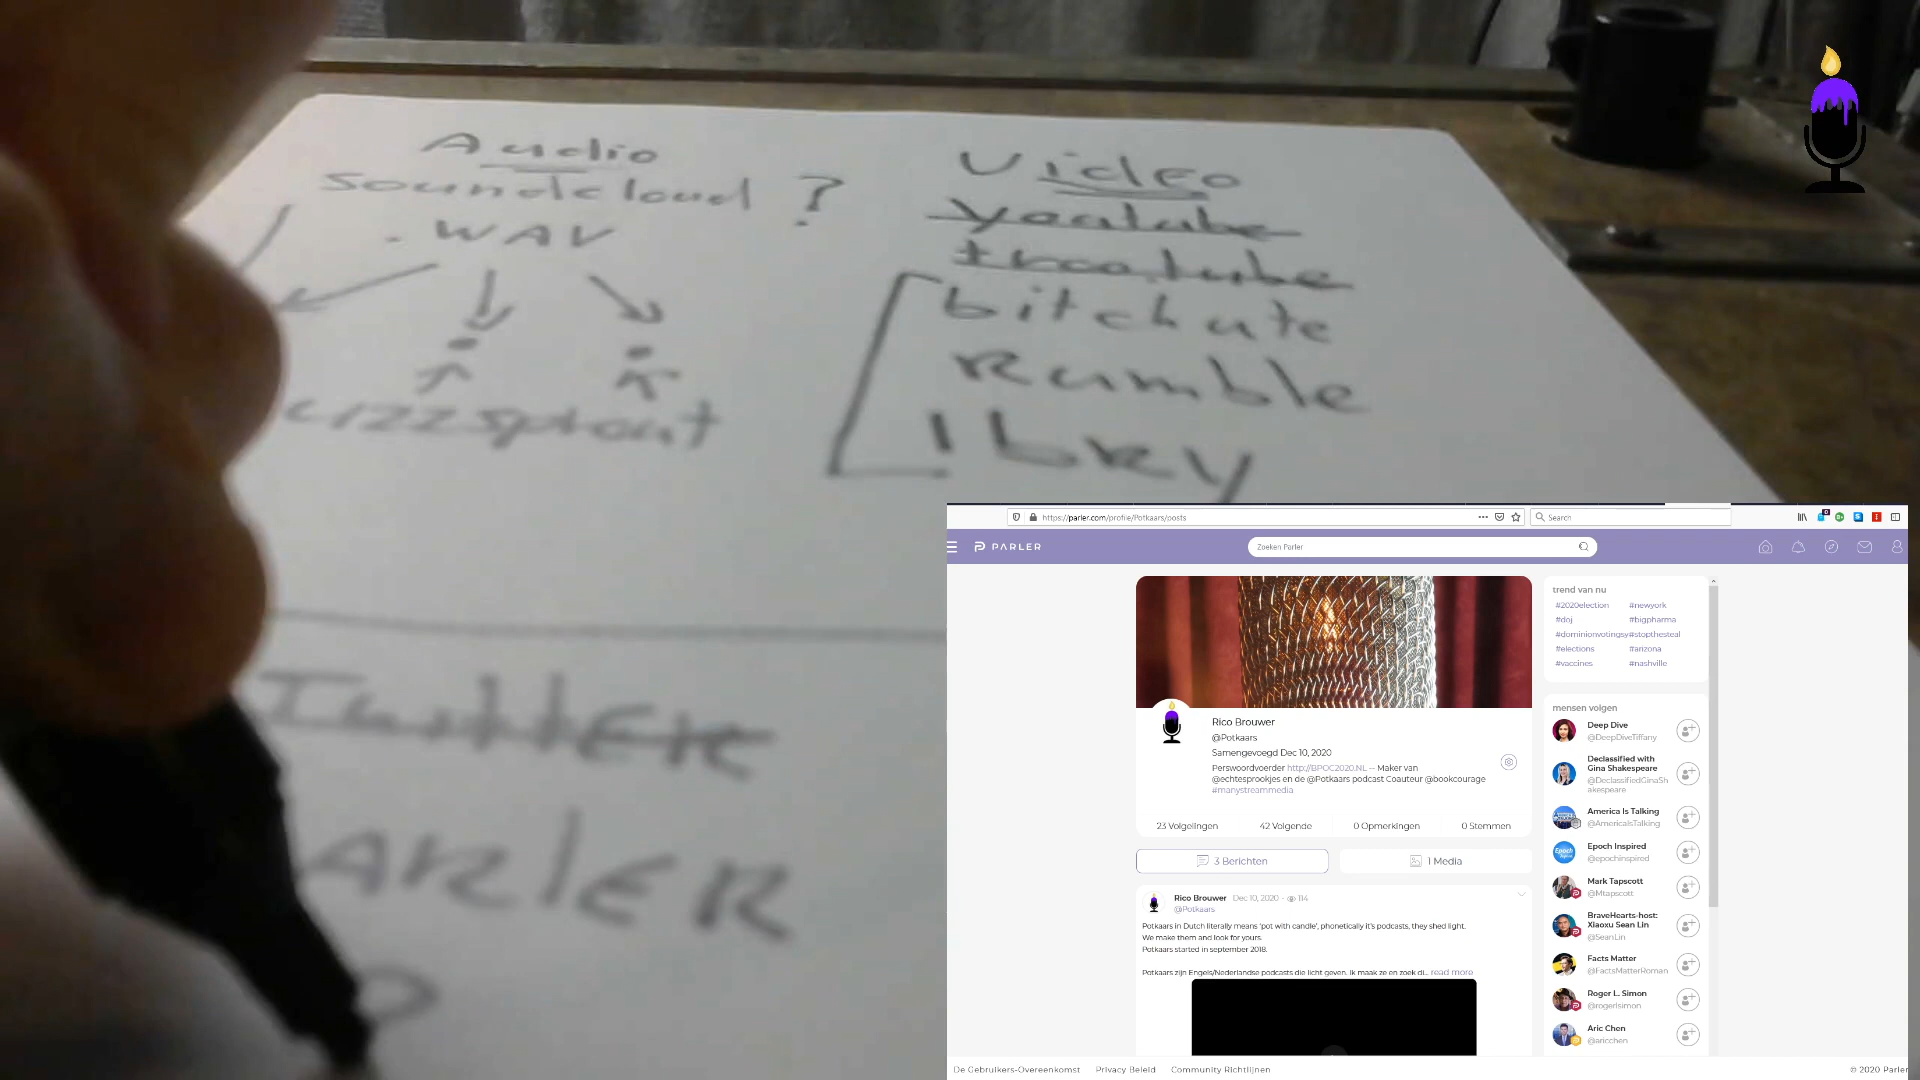 Audio
Soundcloud ?
.WAV
Video
youtube
trootube
bitchute
Rumble
lbry
https://parler.com/profile/Potkaars/posts
Search
PARLER
Zoeken Parler
Rico Brouwer
@Potkaars
Samengevoegd Dec 10, 2020
Perswoordvoerder http://BPOC2020.NL -- Maker van
@echtesprookjes en de @Potkaars podcast Coauteur @bookcourage
#manystreammedia
23 Volgelingen 42 Volgende 0 Opmerkingen 0 Stemmen
3 Berichten 1 Media
Rico Brouwer Dec 10, 2020 - 114
@Potkaars
Potkaars in Dutch literally means 'pot with candle', phonetically it's podcasts, they shed light.
We make them and look for yours.
Potkaars started in september 2018.
Potkaars zijn Engels/Nederlandse podcasts die licht geven. Ik maak ze en zoek di... read more
trend van nu
#2020election #newyork
#doj #bigpharma
#dominionvotingsy #stopthesteal
#elections #arizona
#vaccines #nashville
mensen volgen
Deep Dive
@DeepDiveTiffany
Declassified with
Gina Shakespeare
@DeclassifiedGinaSh
akespeare
America Is Talking
@AmericaIsTalking
Epoch Inspired
@epochinspired
Mark Tapscott
@Mtapscott
BraveHearts-host:
Xiaoxu Sean Lin
@SeanLin
Facts Matter
@FactsMatterRoman
Roger L. Simon
@rogerlsimon
Aric Chen
@aricchen
De Gebruikers-Overeenkomst Privacy Beleid Community Richtlijnen
© 2020 Parler
ARlER